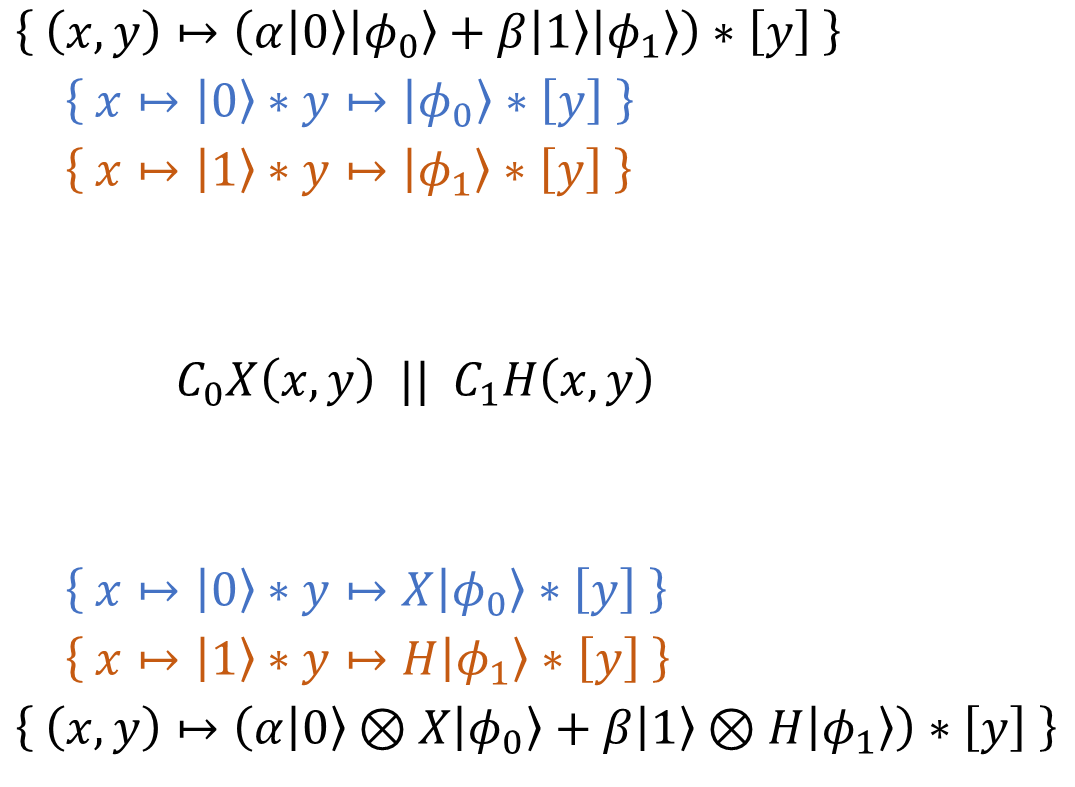 { (x, y) ↦ (α|0⟩|ϕ₀⟩ + β|1⟩|ϕ₁⟩) ∗ [y] }
{ x ↦ |0⟩ ∗ y ↦ |ϕ₀⟩ ∗ [y] }
{ x ↦ |1⟩ ∗ y ↦ |ϕ₁⟩ ∗ [y] }
C₀X(x, y) || C₁H(x, y)
{ x ↦ |0⟩ ∗ y ↦ X|ϕ₀⟩ ∗ [y] }
{ x ↦ |1⟩ ∗ y ↦ H|ϕ₁⟩ ∗ [y] }
{ (x, y) ↦ (α|0⟩ ⊗ X|ϕ₀⟩ + β|1⟩ ⊗ H|ϕ₁⟩) ∗ [y] }